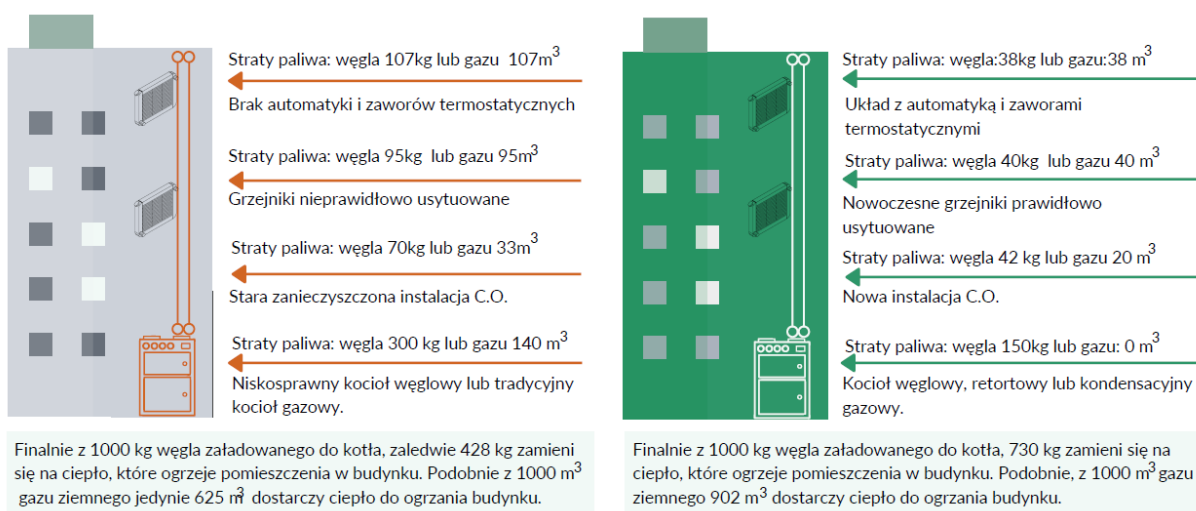 Straty paliwa: węgla 107kg lub gazu 107m³
Brak automatyki i zaworów termostatycznych
Straty paliwa: węgla 95kg lub gazu 95m³
Grzejniki nieprawidłowo usytuowane
Straty paliwa: węgla 70kg lub gazu 33m³
Stara zanieczyszczona instalacja C.O.
Straty paliwa: węgla 300 kg lub gazu 140 m³
Niskosprawny kocioł węglowy lub tradycyjny
kocioł gazowy.
Finalnie z 1000 kg węgla załadowanego do kotła, zaledwie 428 kg zamieni
się na ciepło, które ogrzeje pomieszczenia w budynku. Podobnie z 1000 m³
gazu ziemnego jedynie 625 m³ dostarczy ciepło do ogrzania budynku.
Straty paliwa: węgla:38kg lub gazu:38 m³
Układ z automatyką i zaworami
termostatycznymi
Straty paliwa: węgla 40kg lub gazu 40 m³
Nowoczesne grzejniki prawidłowo
usytuowane
Straty paliwa: węgla 42 kg lub gazu 20 m³
Nowa instalacja C.O.
Straty paliwa: węgla 150kg lub gazu: 0 m³
Kocioł węglowy, retortowy lub kondensacyjny
gazowy.
Finalnie z 1000 kg węgla załadowanego do kotła, 730 kg zamieni się na
ciepło, które ogrzeje pomieszczenia w budynku. Podobnie, z 1000 m³ gazu
ziemnego 902 m³ dostarczy ciepło do ogrzania budynku.